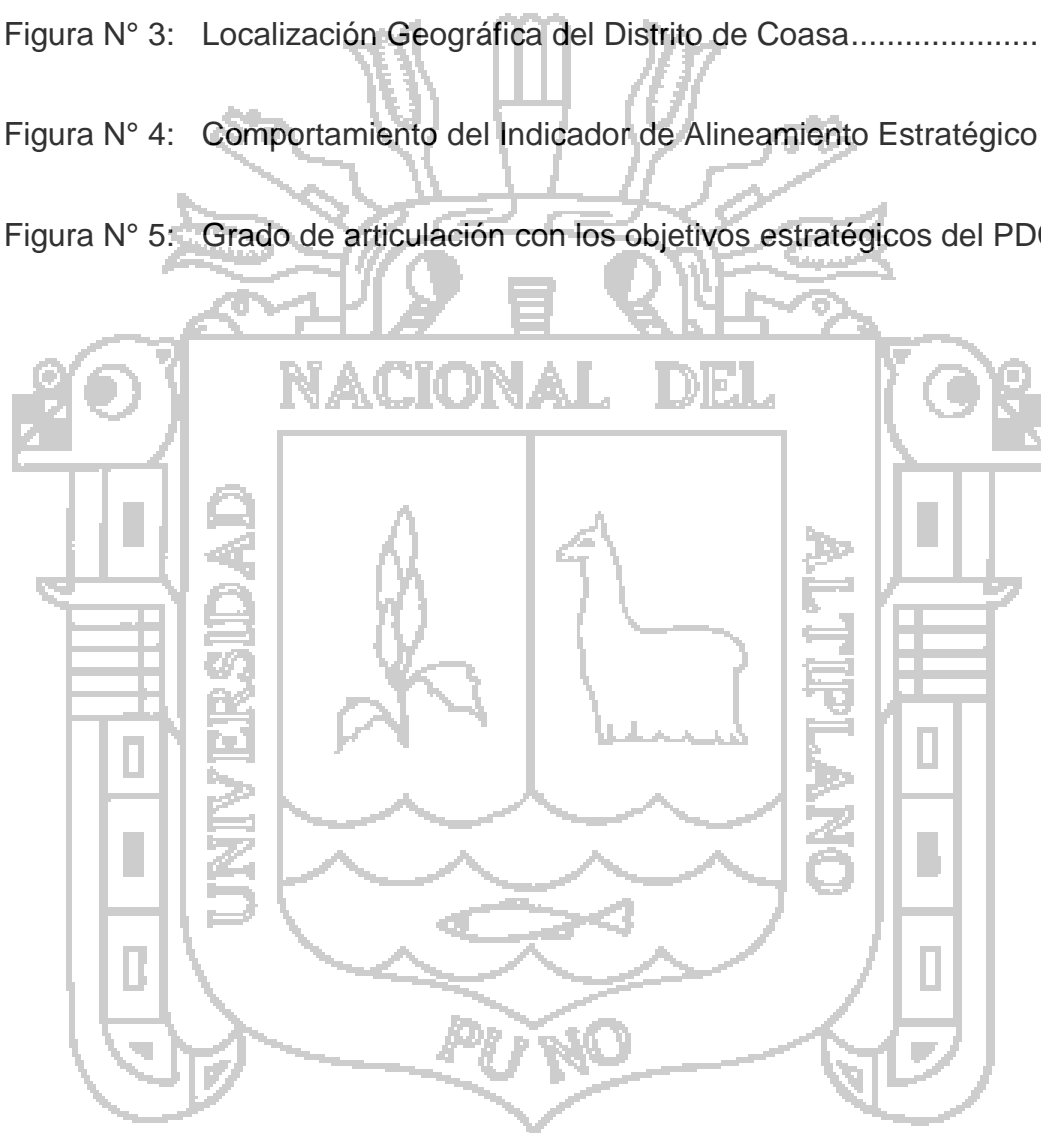 Figura N° 3: Localización Geográfica del Distrito de Coasa.....................
Figura N° 4: Comportamiento del Indicador de Alineamiento Estratégico
Figura N° 5: Grado de articulación con los objetivos estratégicos del PDC
NACIONAL DEL
UNIVERSIDAD
ALTIPLANO
PUNO